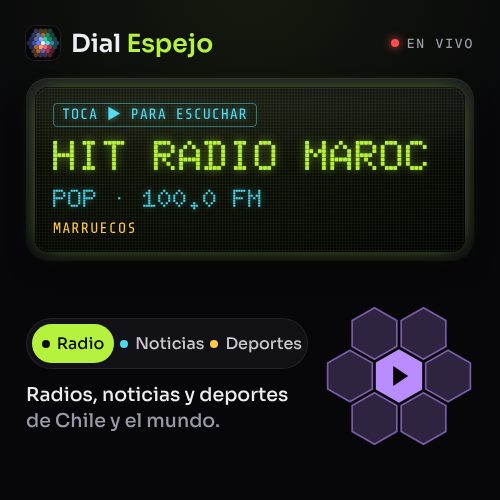 Dial Espejo
EN VIVO
TOCA ▶ PARA ESCUCHAR
HIT RADIO MAROC
POP · 100.0 FM
MARRUECOS
Radio Noticias Deportes
Radios, noticias y deportes
de Chile y el mundo.